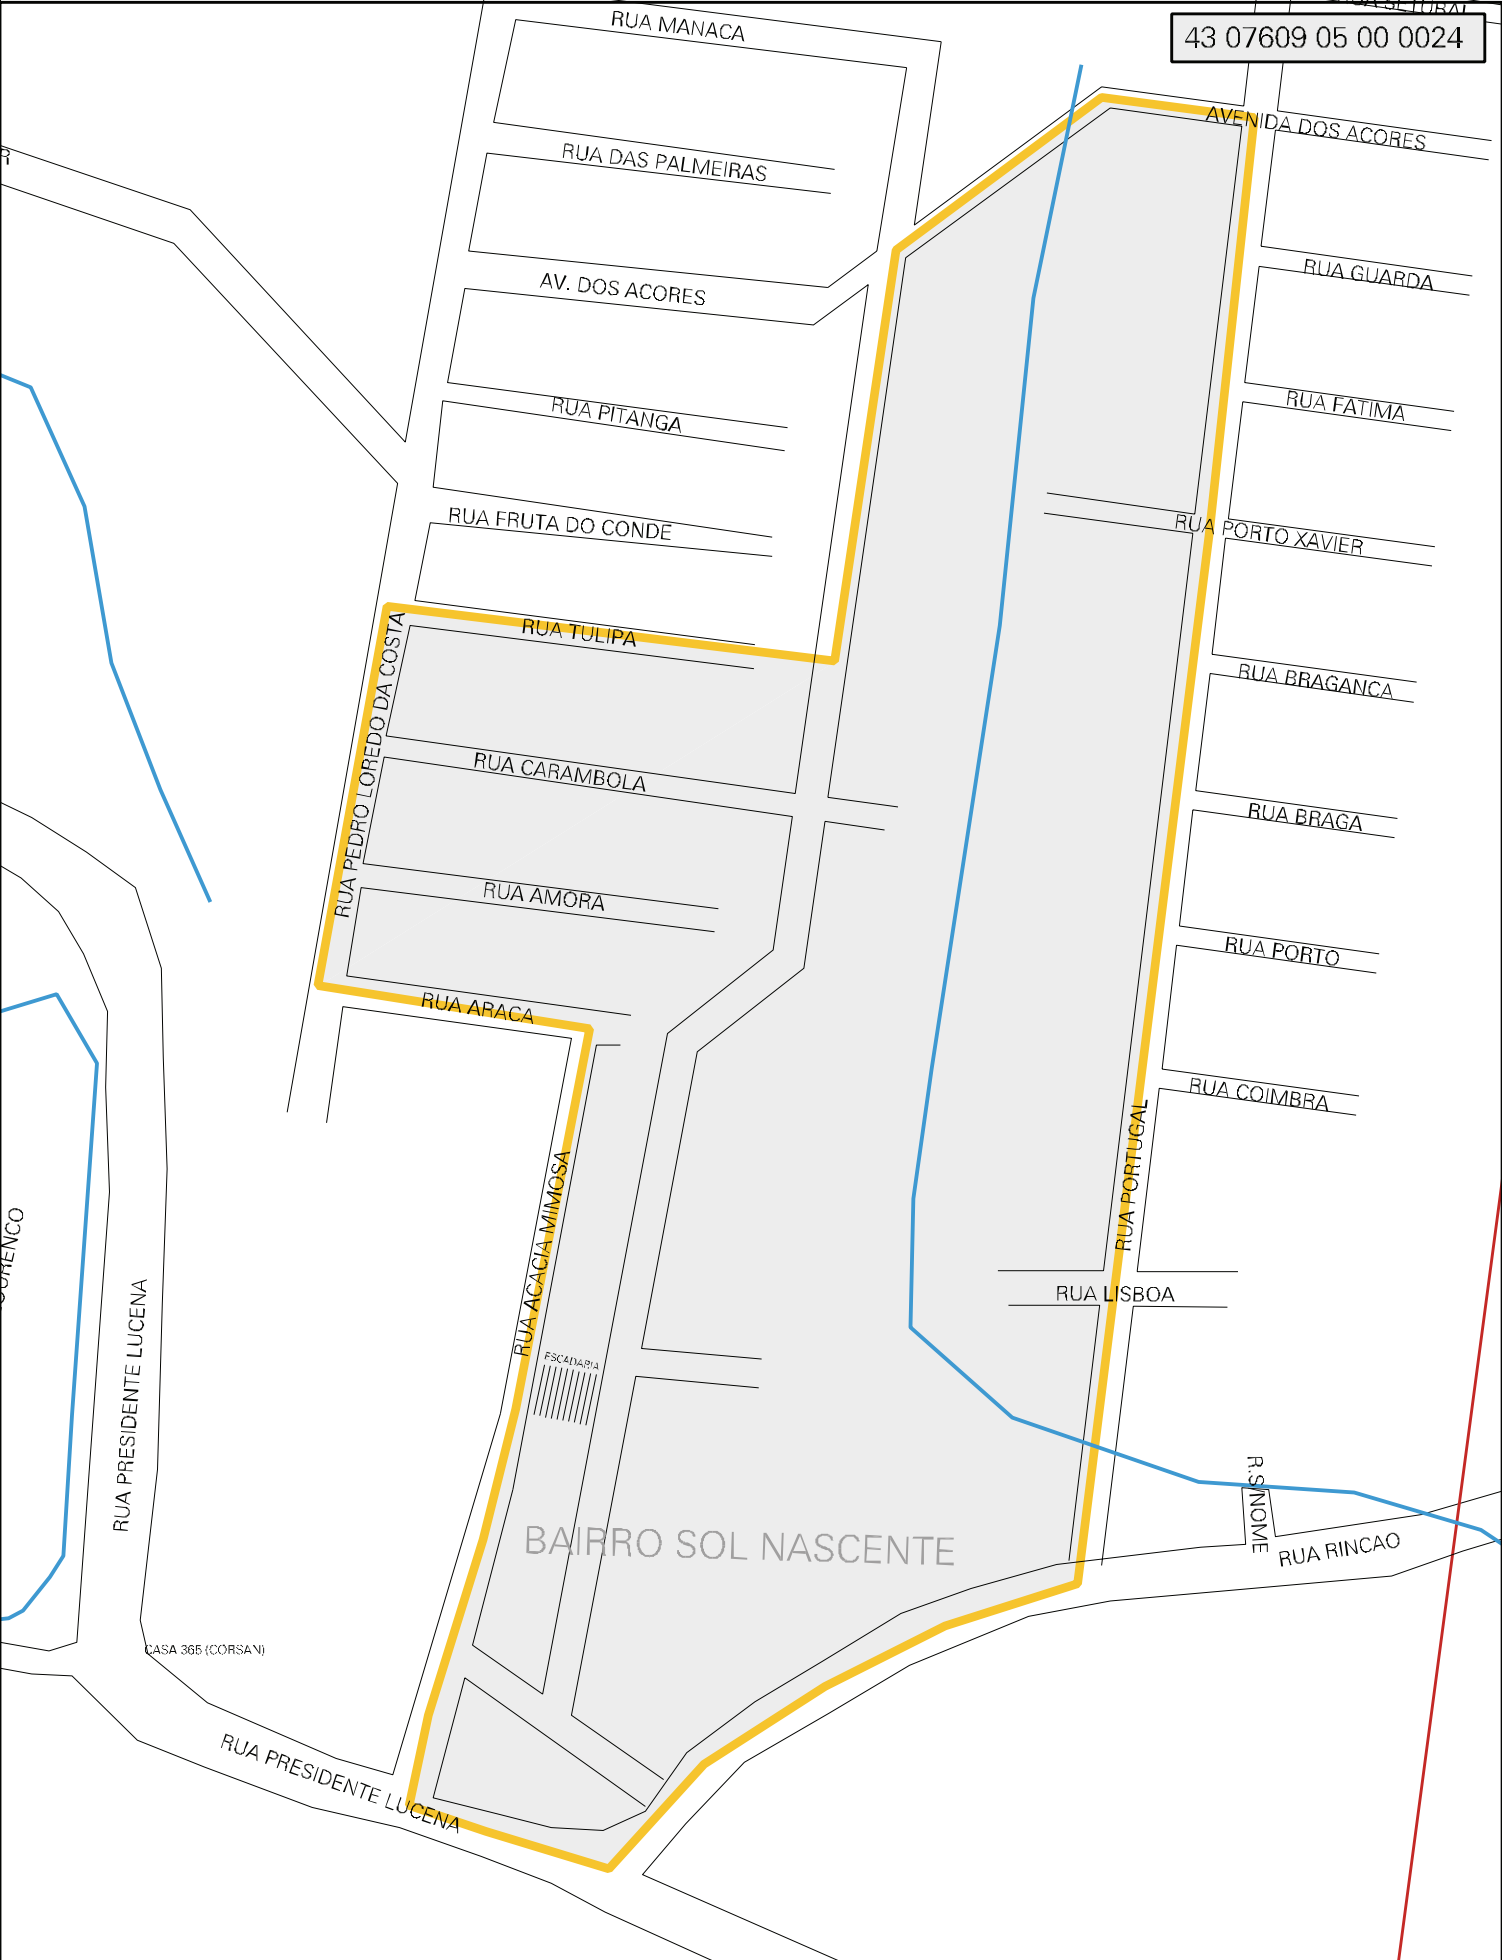 RUA MANACA
43 07609 05 00 0024
AVENIDA DOS ACORES
RUA DAS PALMEIRAS
RUA GUARDA
AV. DOS ACORES
RUA FATIMA
RUA PITANGA
RUA FRUTA DO CONDE
RUA PORTO XAVIER
RUA TULIPA
RUA BRAGANCA
RUA PEDRO LOREDO DA COSTA
RUA CARAMBOLA
RUA BRAGA
RUA AMORA
RUA PORTO
RUA ARACA
RUA COIMBRA
RUA PORTUGAL
RUA ACACIA MIMOSA
RUA LISBOA
RUA PRESIDENTE LUCENA
ESCADARIA
R.S/NOME
BAIRRO SOL NASCENTE
RUA RINCAO
CASA 365 (CORSAN)
RUA PRESIDENTE LUCENA